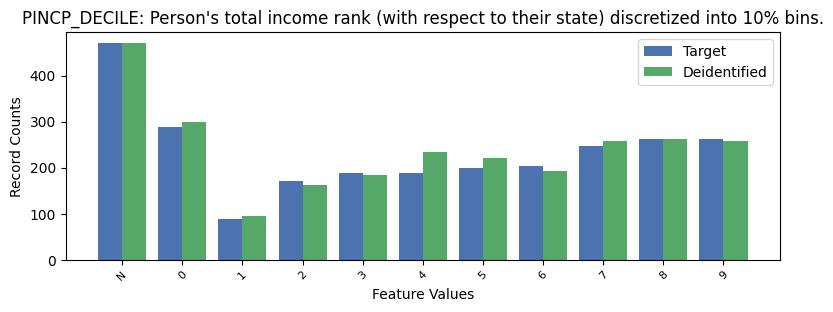 PINCP_DECILE: Person's total income rank (with respect to their state) discretized into 10% bins.
Target
Deidentified
Record Counts
400
300
200
100
0
N 0 1 2 3 4 5 6 7 8 9
Feature Values